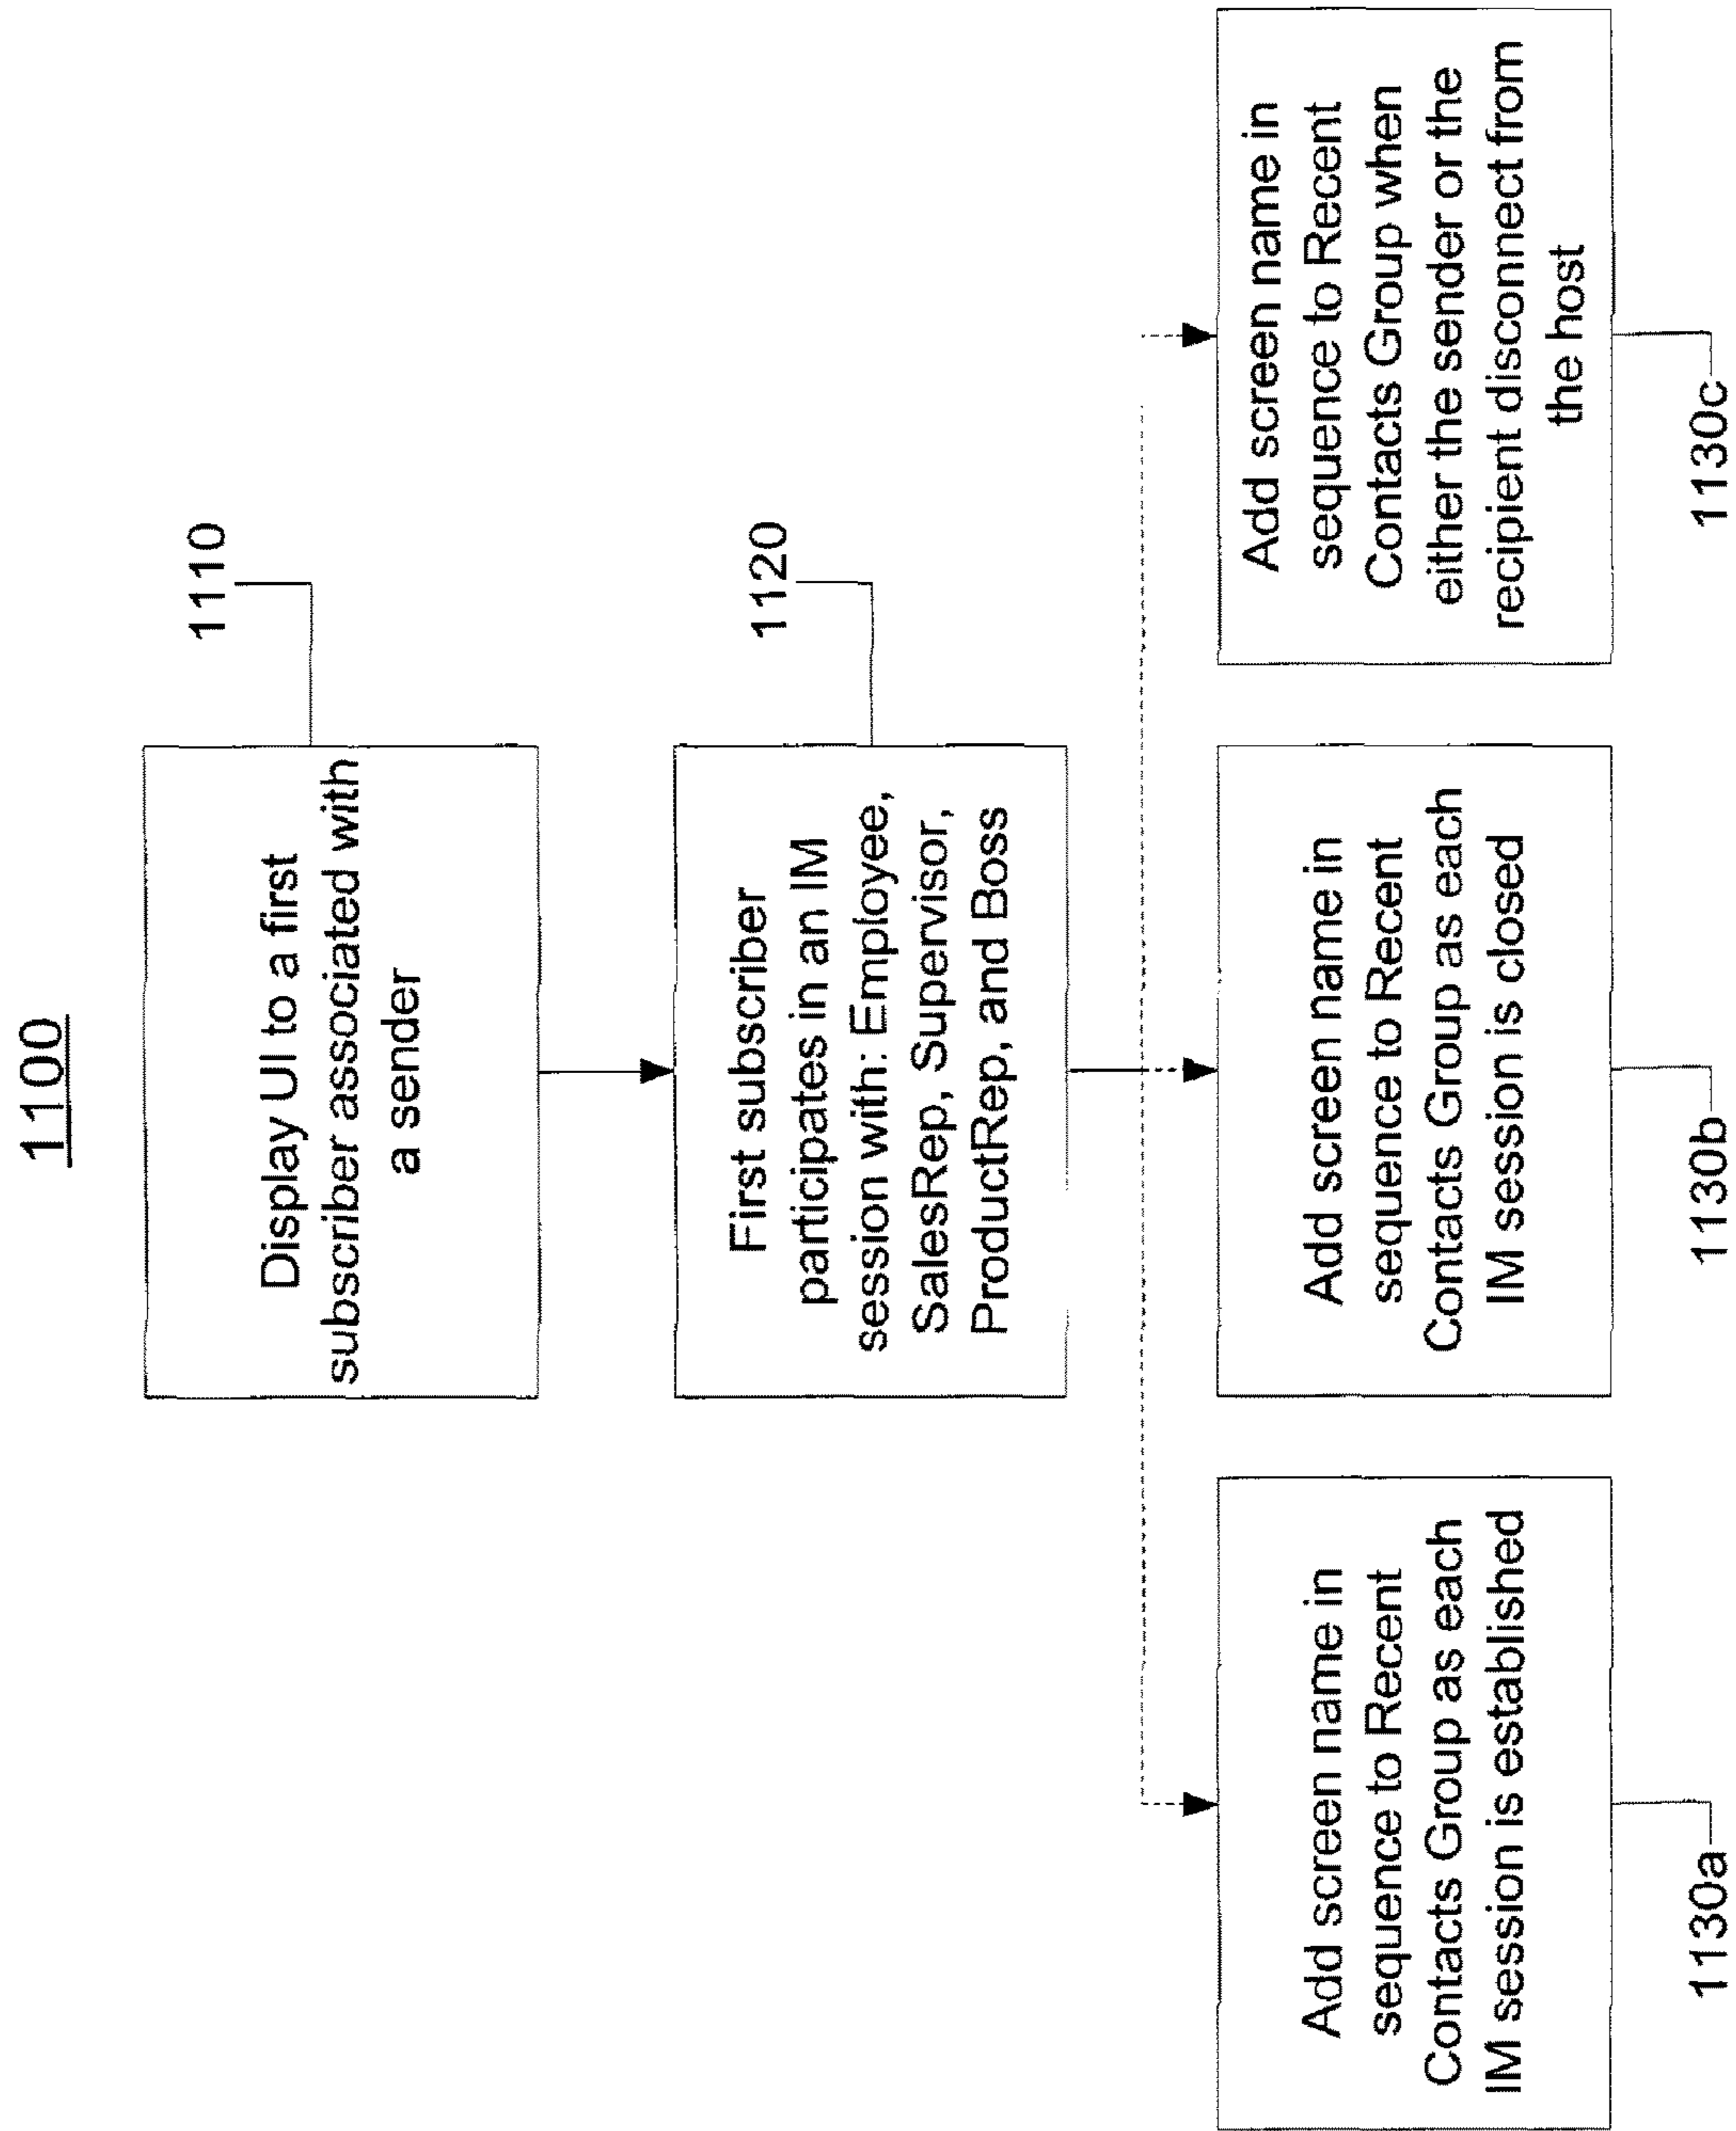 1100
Display UI to a first
subscriber associated with
a sender
1110
First subscriber
participates in an IM
session with: Employee,
SalesRep, Supervisor,
ProductRep, and Boss
1120
Add screen name in
sequence to Recent
Contacts Group as each
IM session is established
1130a
Add screen name in
sequence to Recent
Contacts Group as each
IM session is closed
1130b
Add screen name in
sequence to Recent
Contacts Group when
either the sender or the
recipient disconnect from
the host
1130c